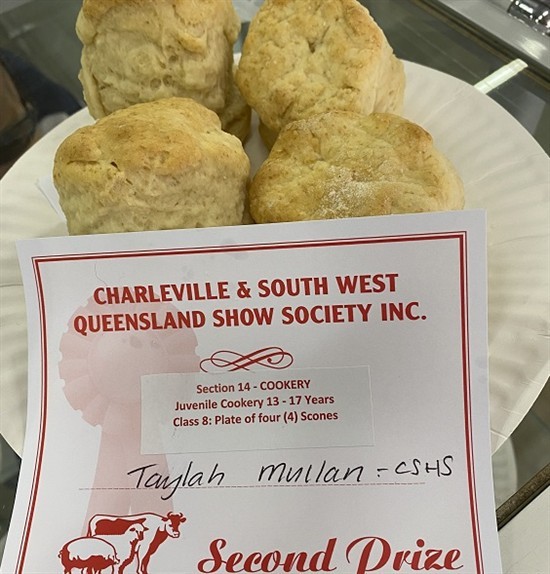 CHARLEVILLE & SOUTH WEST
QUEENSLAND SHOW SOCIETY INC.
Section 14 - COOKERY
Juvenile Cookery 13 - 17 Years
Class 8: Plate of four (4) Scones
Taylah Mullan - CSHS
Second Prize